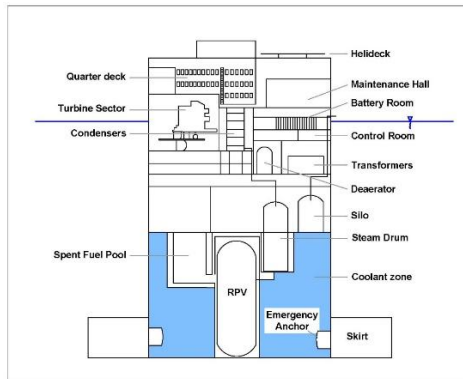 Helideck
Quarter deck
Maintenance Hall
Turbine Sector
Battery Room
Condensers
Control Room
Transformers
Deaerator
Silo
Steam Drum
Spent Fuel Pool
Coolant zone
RPV
Emergency
Anchor
Skirt